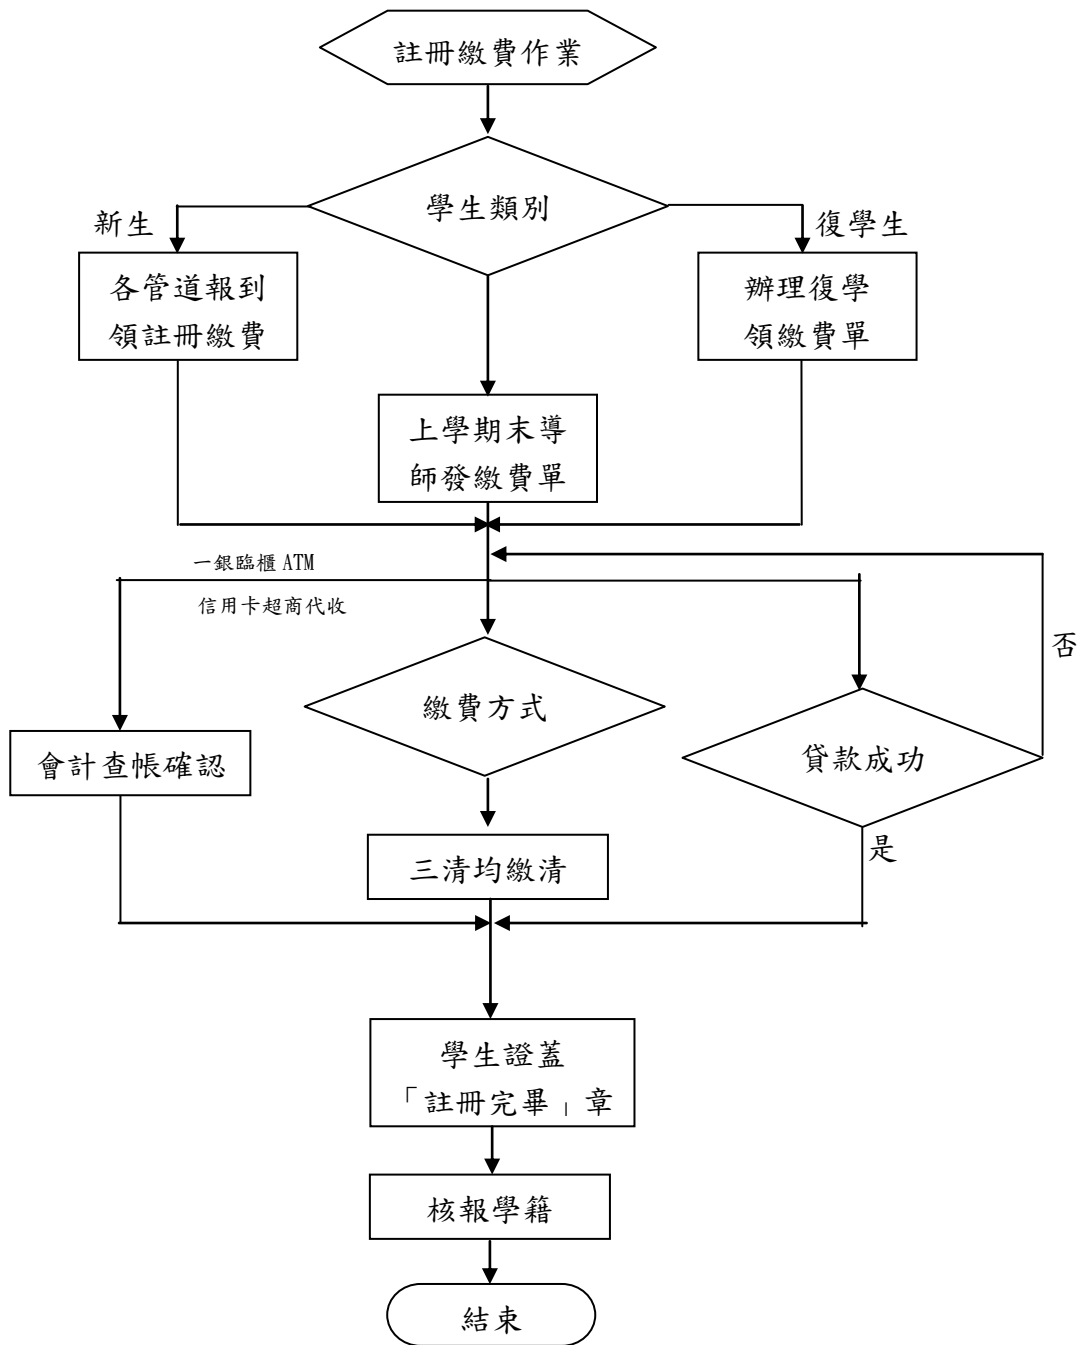 註冊繳費作業
學生類別
新生
復學生
各管道報到
領註冊繳費
辦理復學
領繳費單
上學期末導
師發繳費單
一銀臨櫃 ATM
信用卡超商代收
否
繳費方式
會計查帳確認
貸款成功
是
三清均繳清
學生證蓋
「註冊完畢」章
核報學籍
結束